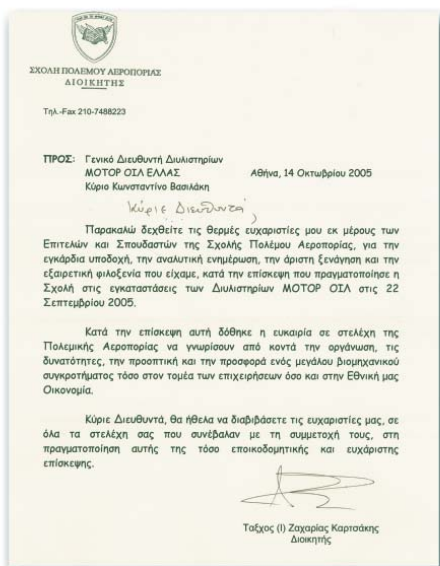 ΣΧΟΛΗ ΠΟΛΕΜΟΥ ΑΕΡΟΠΟΡΙΑΣ
ΔΙΟΙΚΗΤΗΣ
Τηλ.-Fax 210-7488223
ΠΡΟΣ: Γενικό Διευθυντή Διυλιστηρίων
ΜΟΤΟΡ ΟΙΛ ΕΛΛΑΣ Αθήνα, 14 Οκτωβρίου 2005
Κύριο Κωνσταντίνο Βασιλάκη
Κύριε Διευθυντά,
Παρακαλώ δεχθείτε τις θερμές ευχαριστίες μου εκ μέρους των
Επιτελών και Σπουδαστών της Σχολής Πολέμου Αεροπορίας, για την
εγκάρδια υποδοχή, την αναλυτική ενημέρωση, την άριστη ξενάγηση και την
εξαιρετική φιλοξενία που είχαμε, κατά την επίσκεψη που πραγματοποίησε η
Σχολή στις εγκαταστάσεις των Διυλιστηρίων ΜΟΤΟΡ ΟΙΛ στις 22
Σεπτεμβρίου 2005.
Κατά την επίσκεψη αυτή δόθηκε η ευκαιρία σε στελέχη της
Πολεμικής Αεροπορίας να γνωρίσουν από κοντά την οργάνωση, τις
δυνατότητες, την προοπτική και την προσφορά ενός μεγάλου βιομηχανικού
συγκροτήματος τόσο στον τομέα των επιχειρήσεων όσο και στην Εθνική μας
Οικονομία.
Κύριε Διευθυντά, θα ήθελα να διαβιβάσετε τις ευχαριστίες μας, σε
όλα τα στελέχη σας που συνέβαλαν με τη συμμετοχή τους, στη
πραγματοποίηση αυτής της τόσο εποικοδομητικής και ευχάριστης
επίσκεψης.
Ταξχος (Ι) Ζαχαρίας Καρτσάκης
Διοικητής